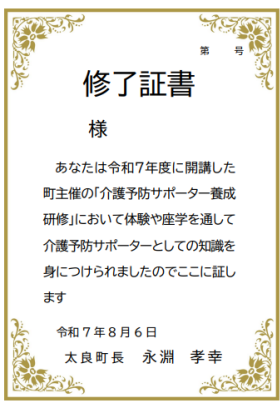 第　号
修了証書
様
あなたは令和7年度に開講した
町主催の「介護予防サポーター養成
研修」において体験や座学を通して
介護予防サポーターとしての知識を
身につけられましたのでここに証し
ます
令和７年８月６日
太良町長　永淵　孝幸